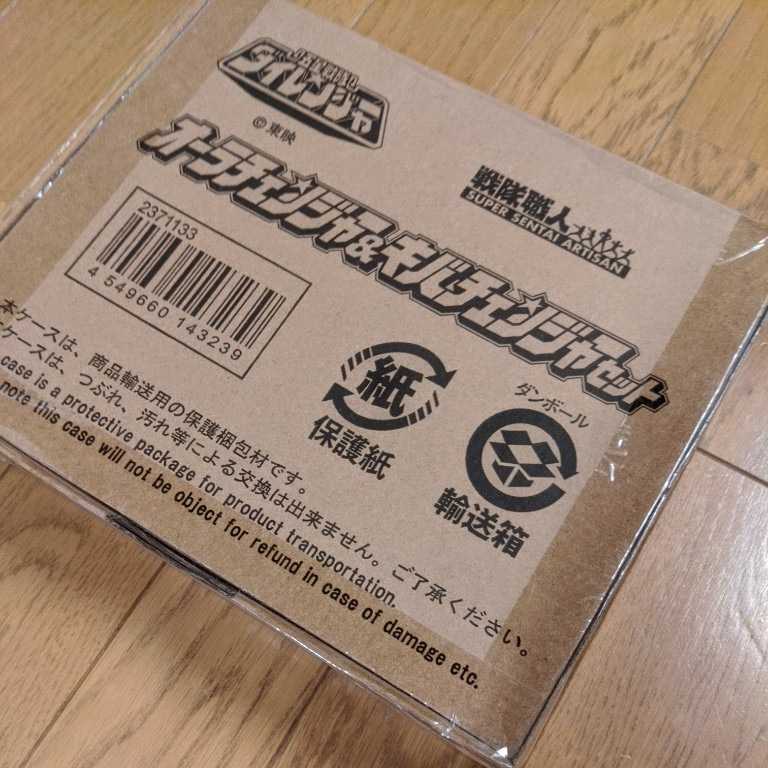 五星戦隊
ダイレンジャー
©東映
戦隊職人
SUPER SENTAI ARTISAN
オーラチェンジャー&キバチェンジャーセット
2371133
4 549660 143239
紙
保護紙
ダンボール
輸送箱
本ケースは、商品輸送用の保護梱包材です。
ケースは、つぶれ、汚れ等による交換は出来ません。ご了承ください。
case is a protective package for product transportation.
note this case will not be object for refund in case of damage etc.